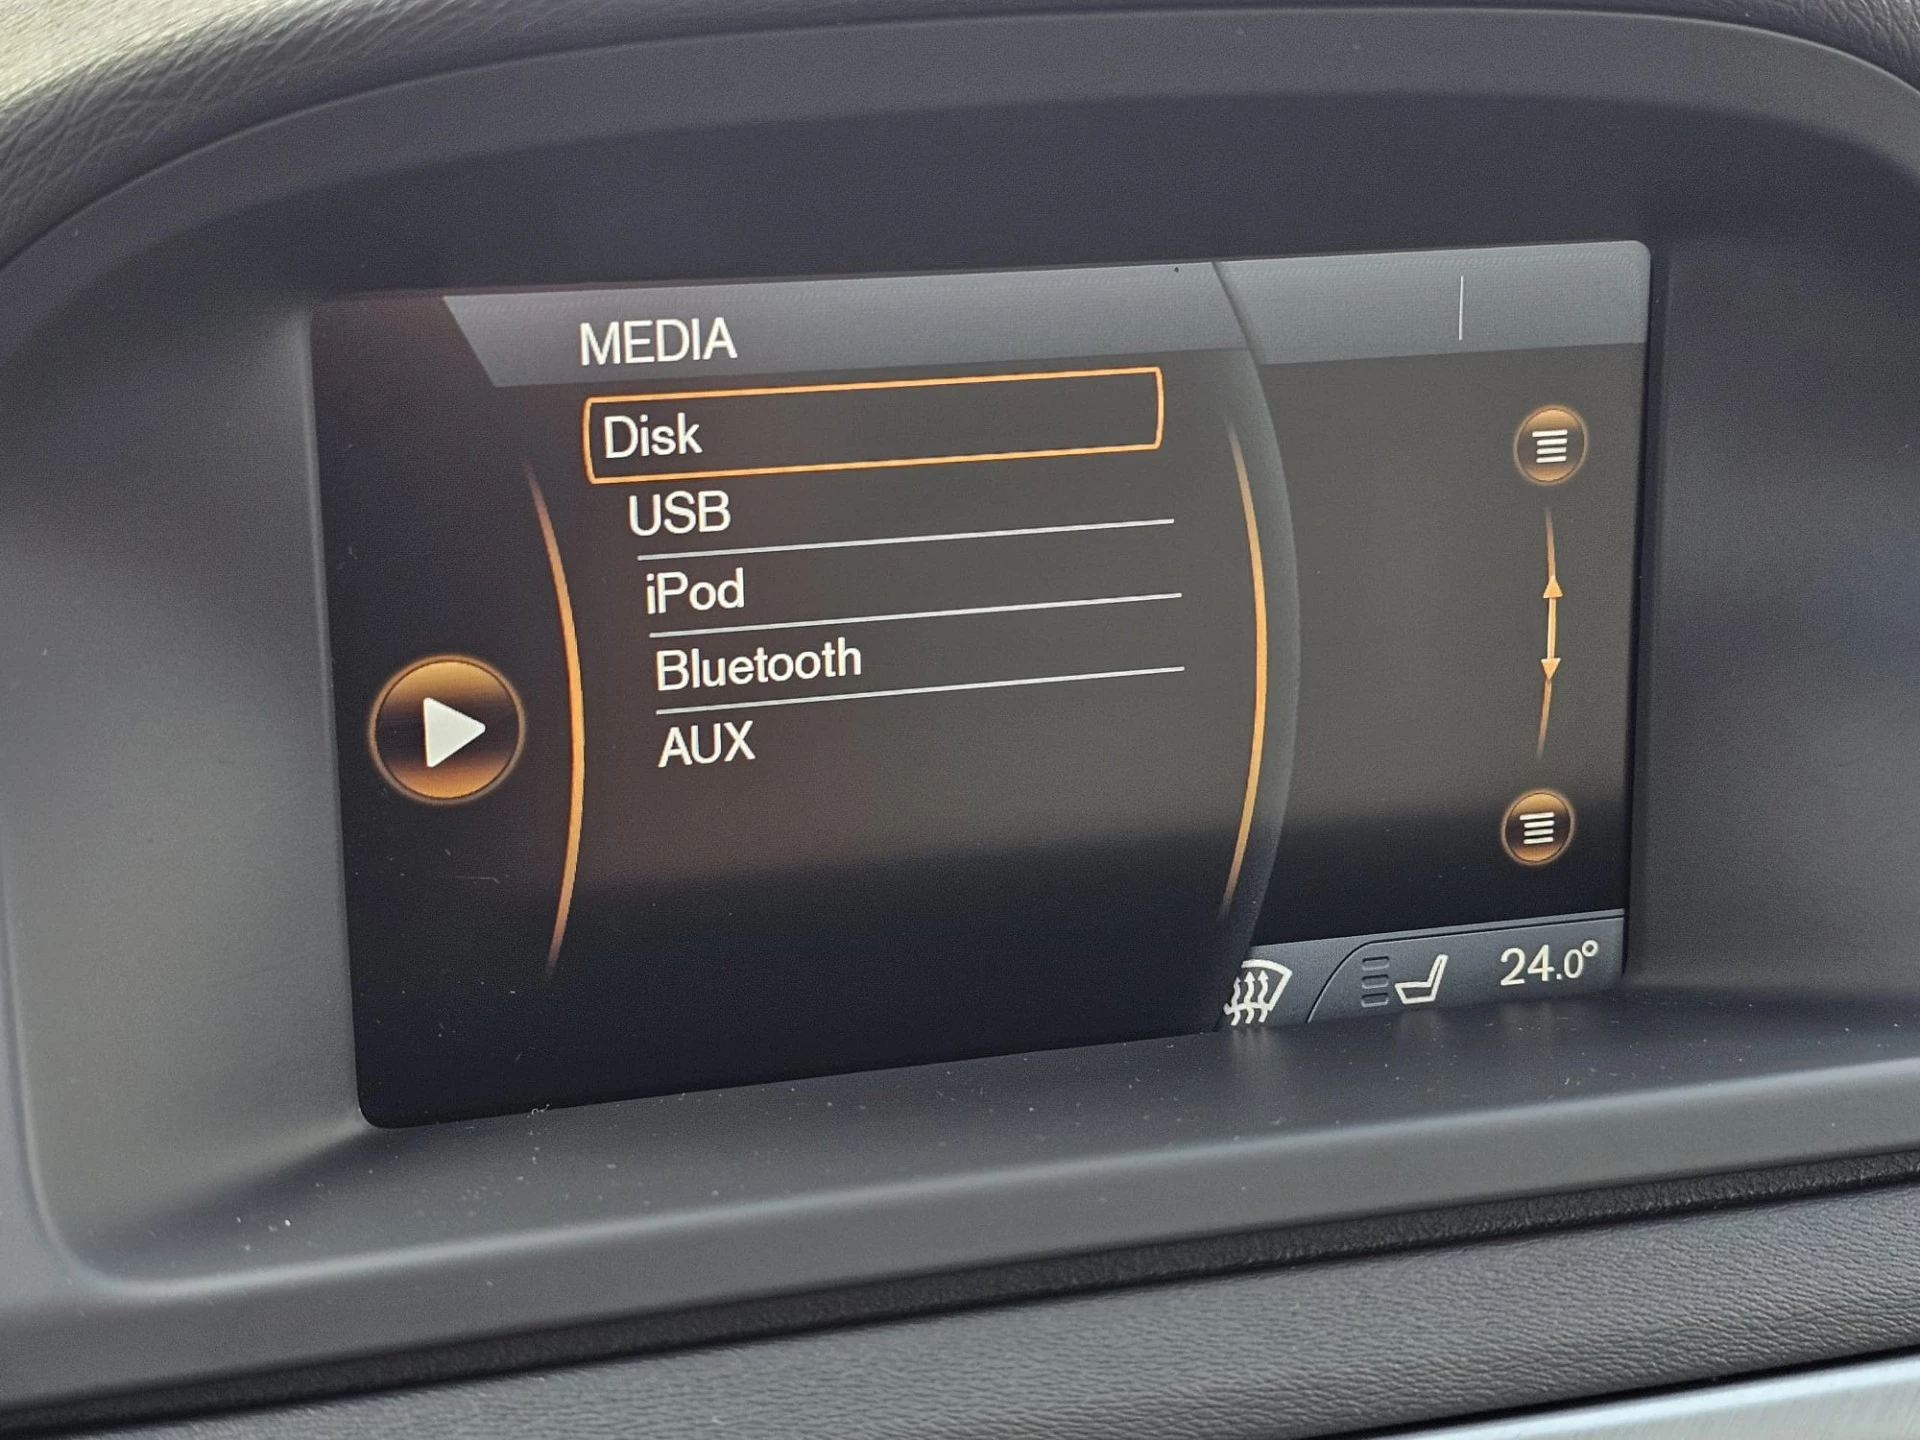 MEDIA
Disk
USB
iPod
Bluetooth
AUX
24.0°